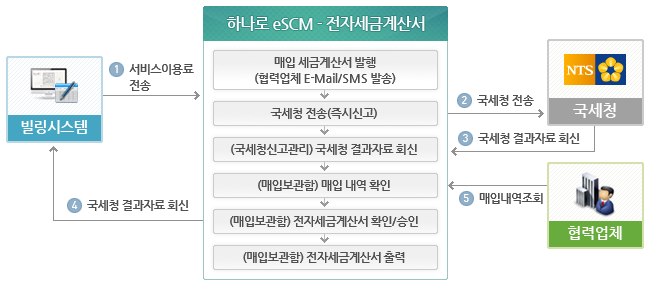 하나로 eSCM - 전자세금계산서
빌링시스템
1 서비스이용료
전송
매입 세금계산서 발행
(협력업체 E-Mail/SMS 발송)
국세청 전송(즉시신고)
(국세청신고관리) 국세청 결과자료 회신
(매입보관함) 매입 내역 확인
(매입보관함) 전자세금계산서 확인/승인
(매입보관함) 전자세금계산서 출력
2 국세청 전송
NTS
국세청
3 국세청 결과자료 회신
4 국세청 결과자료 회신
5 매입내역조회
협력업체